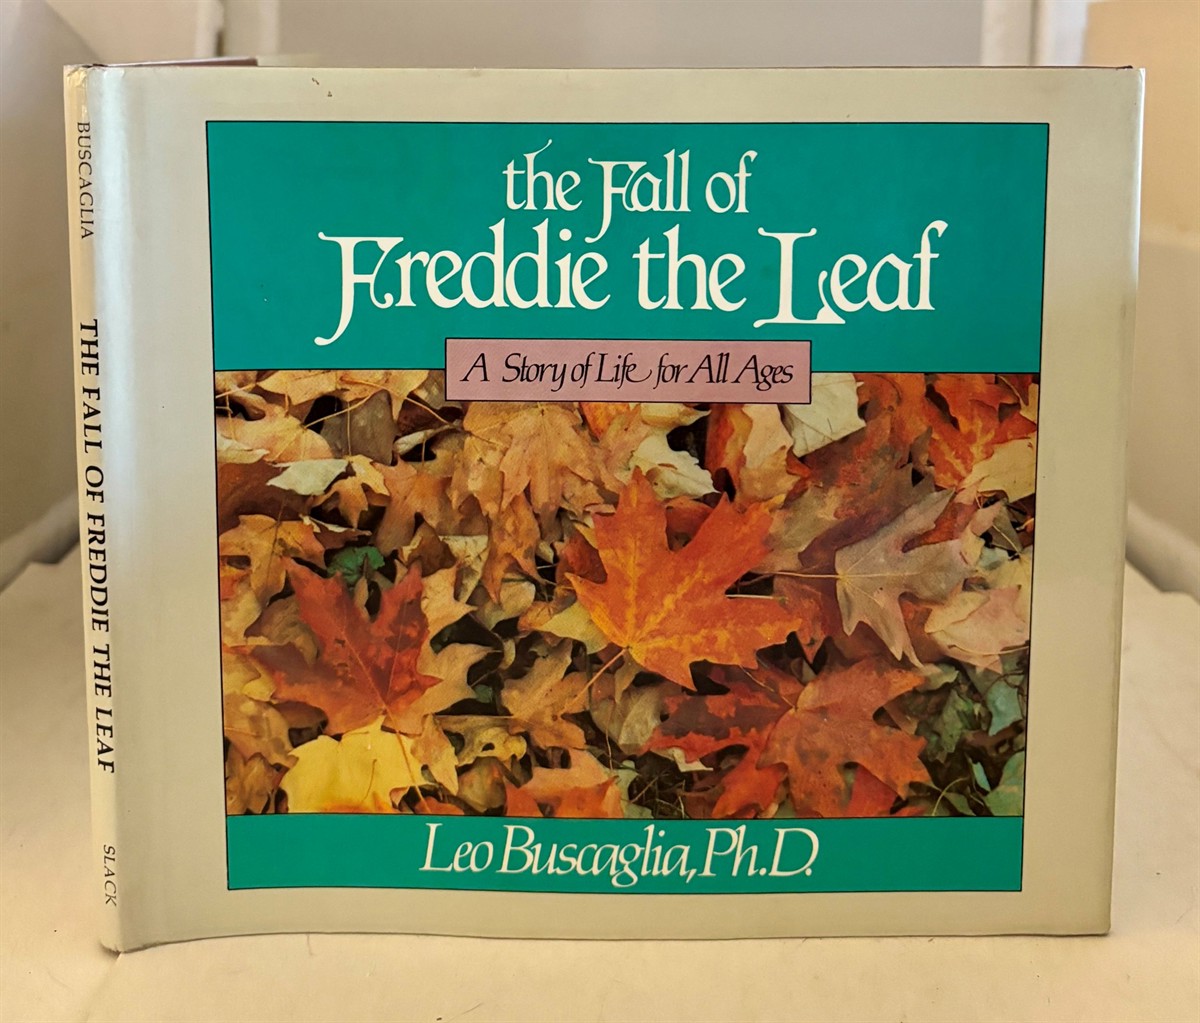 BUSCAGLIA
THE FALL OF FREDDIE THE LEAF
SLACK
the Fall of
Freddie the Leaf
A Story of Life for All Ages
Leo Buscaglia, Ph.D.